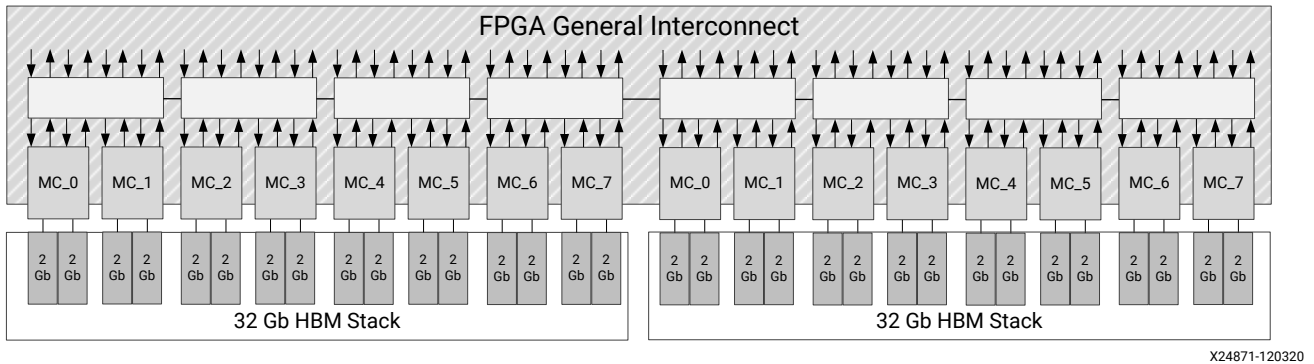 FPGA General Interconnect
MC_0 MC_1 MC_2 MC_3 MC_4 MC_5 MC_6 MC_7 MC_0 MC_1 MC_2 MC_3 MC_4 MC_5 MC_6 MC_7
2 2 2 2 2 2 2 2 2 2 2 2 2 2 2 2 2 2 2 2 2 2 2 2 2 2 2 2 2 2 2 2
Gb Gb Gb Gb Gb Gb Gb Gb Gb Gb Gb Gb Gb Gb Gb Gb Gb Gb Gb Gb Gb Gb Gb Gb Gb Gb Gb Gb Gb Gb Gb Gb
32 Gb HBM Stack 32 Gb HBM Stack
X24871-120320